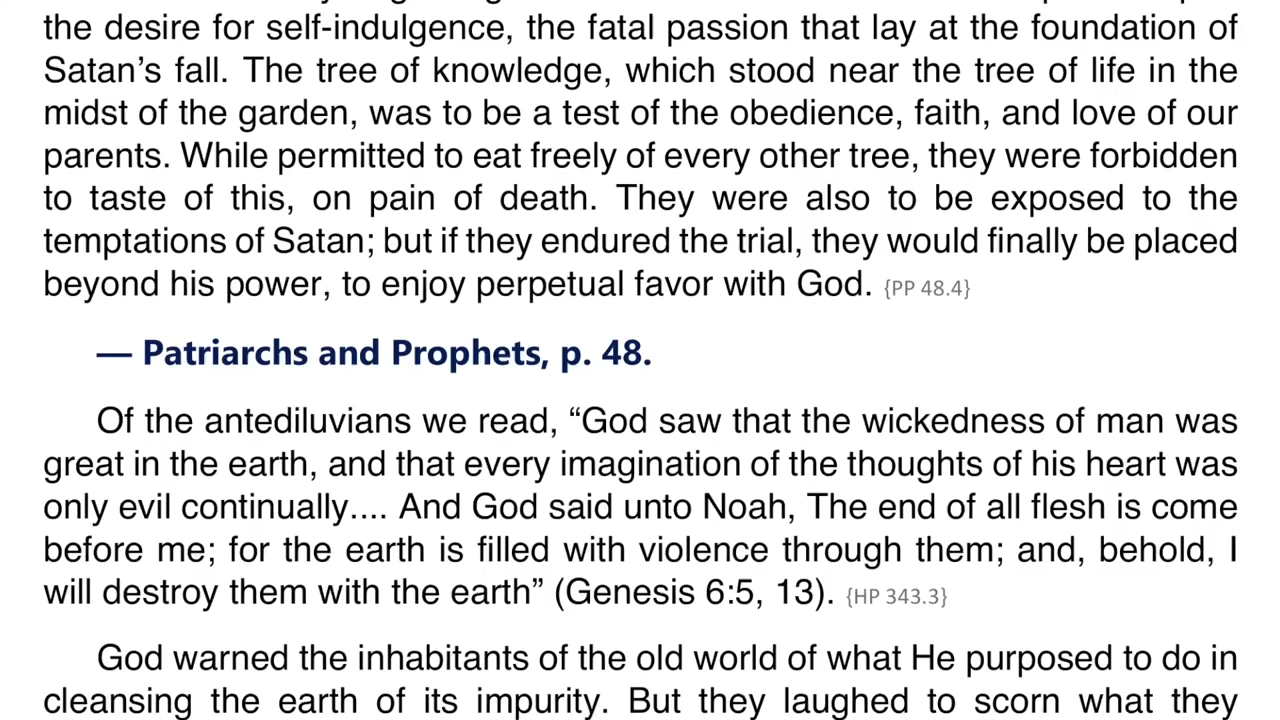 the desire for self-indulgence, the fatal passion that lay at the foundation of
Satan’s fall. The tree of knowledge, which stood near the tree of life in the
midst of the garden, was to be a test of the obedience, faith, and love of our
parents. While permitted to eat freely of every other tree, they were forbidden
to taste of this, on pain of death. They were also to be exposed to the
temptations of Satan; but if they endured the trial, they would finally be placed
beyond his power, to enjoy perpetual favor with God. {PP 48.4}
— Patriarchs and Prophets, p. 48.
Of the antediluvians we read, “God saw that the wickedness of man was
great in the earth, and that every imagination of the thoughts of his heart was
only evil continually.... And God said unto Noah, The end of all flesh is come
before me; for the earth is filled with violence through them; and, behold, I
will destroy them with the earth” (Genesis 6:5, 13). {HP 343.3}
God warned the inhabitants of the old world of what He purposed to do in
cleansing the earth of its impurity. But they laughed to scorn what they